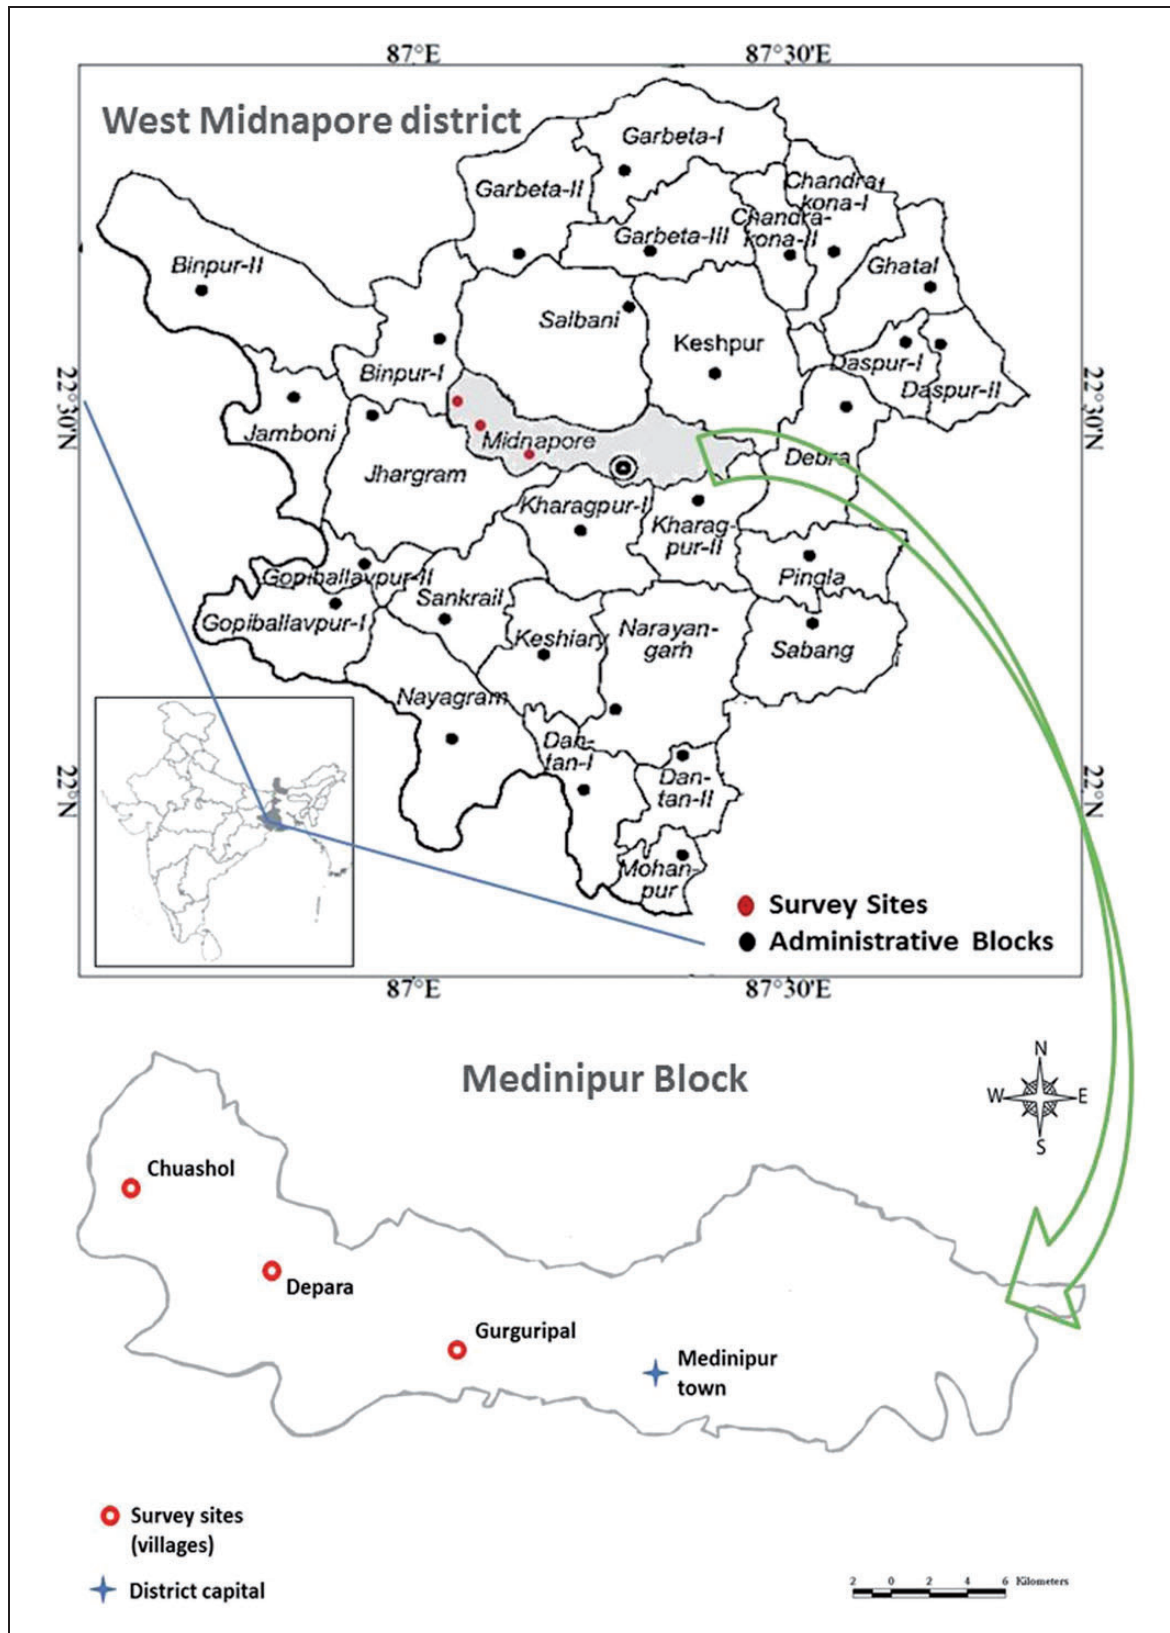 87°E 87°30'E
West Midnapore district
Garbeta-I
Garbeta-II
Chandra-
kona-I
Chandra-
kona-II
Garbeta-III
Binpur-II
Ghatal
Salbani
Keshpur
Binpur-I
Daspur-I
Daspur-II
22°30'N
22°30'N
Jamboni
Midnapore
Jhargram
Debra
Kharagpur-I
Kharag-
pur-II
Gopiballavpur-II
Pingla
Sankrail
Gopiballavpur-I
Keshiary
Narayan-
garh
Sabang
Nayagram
Dan-
tan-I
Dan-
tan-II
22°N
22°N
Mohan-
pur
Survey Sites
Administrative Blocks
87°E 87°30'E
Medinipur Block
N
W E
S
Chuashol
Depara
Gurguripal
Medinipur
town
Survey sites
(villages)
District capital
2 0 2 4 6 Kilometers